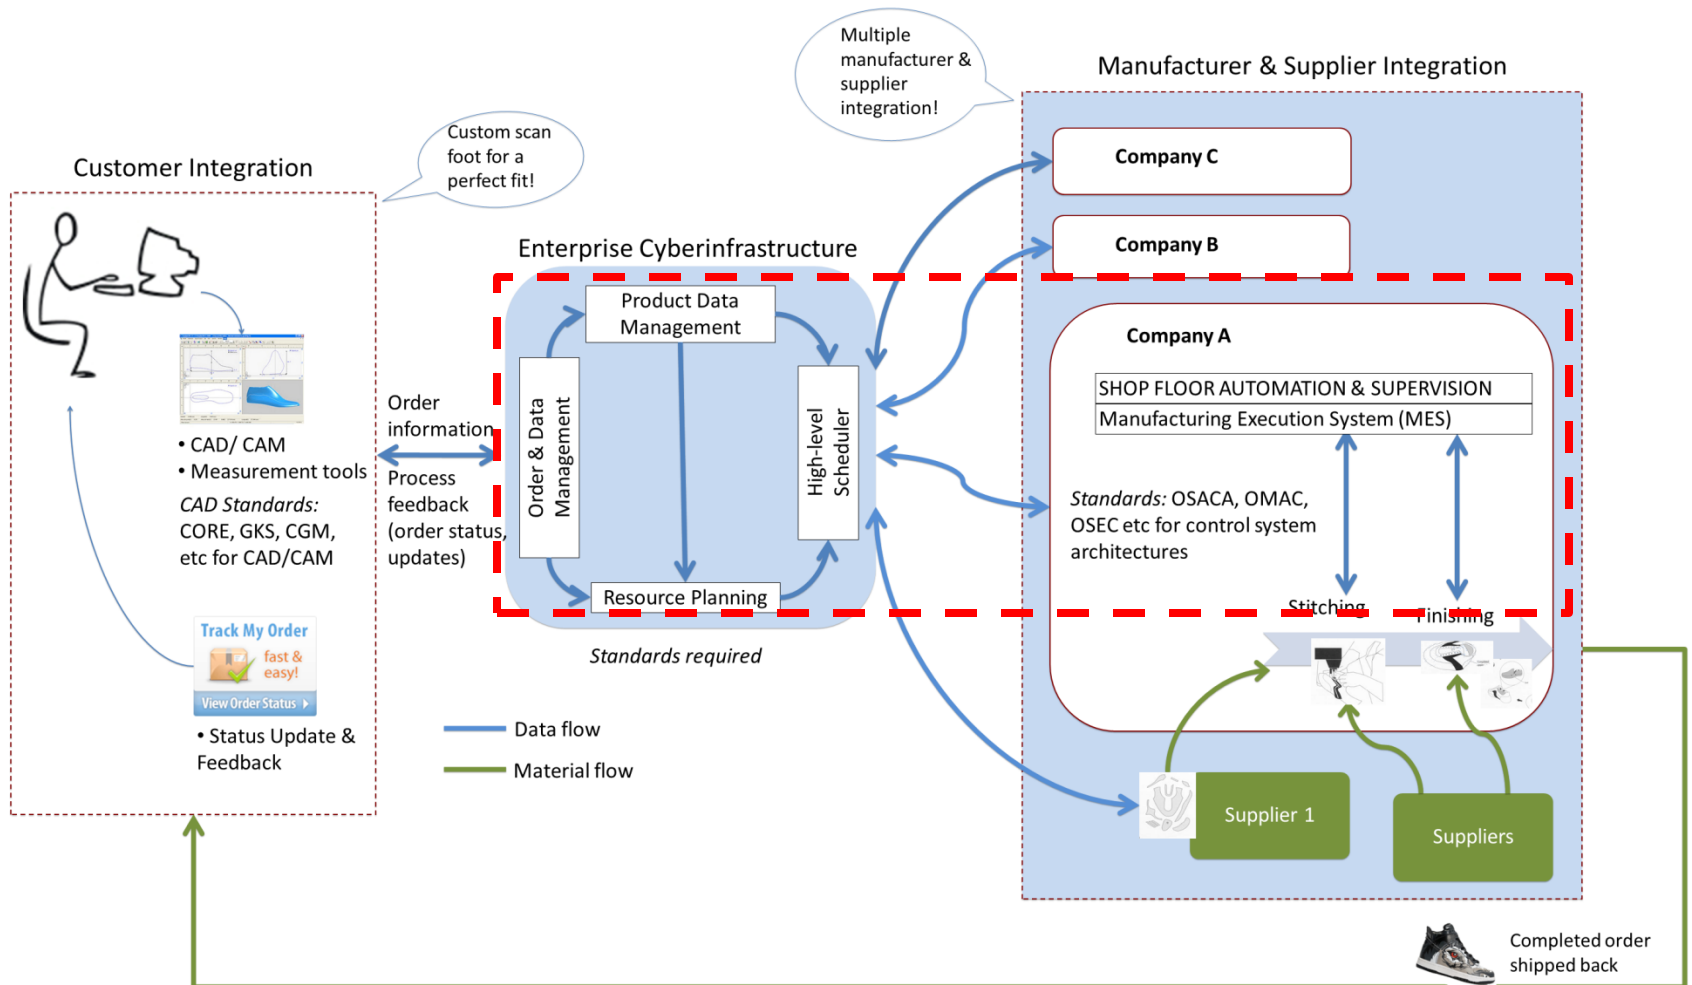 Multiple
manufacturer &
supplier
integration!
Manufacturer & Supplier Integration
Custom scan
foot for a
perfect fit!
Customer Integration
Company C
Enterprise Cyberinfrastructure
Company B
Product Data
Management
Company A
SHOP FLOOR AUTOMATION & SUPERVISION
Manufacturing Execution System (MES)
Order
information
Process
feedback
(order status,
updates)
Order & Data
Management
High-level
Scheduler
• CAD/ CAM
• Measurement tools
CAD Standards:
CORE, GKS, CGM,
etc for CAD/CAM
Standards: OSACA, OMAC,
OSEC etc for control system
architectures
Resource Planning
Stitching
Finishing
Track My Order
fast &
easy!
View Order Status
Standards required
• Status Update &
Feedback
Data flow
Material flow
Supplier 1
Suppliers
Completed order
shipped back